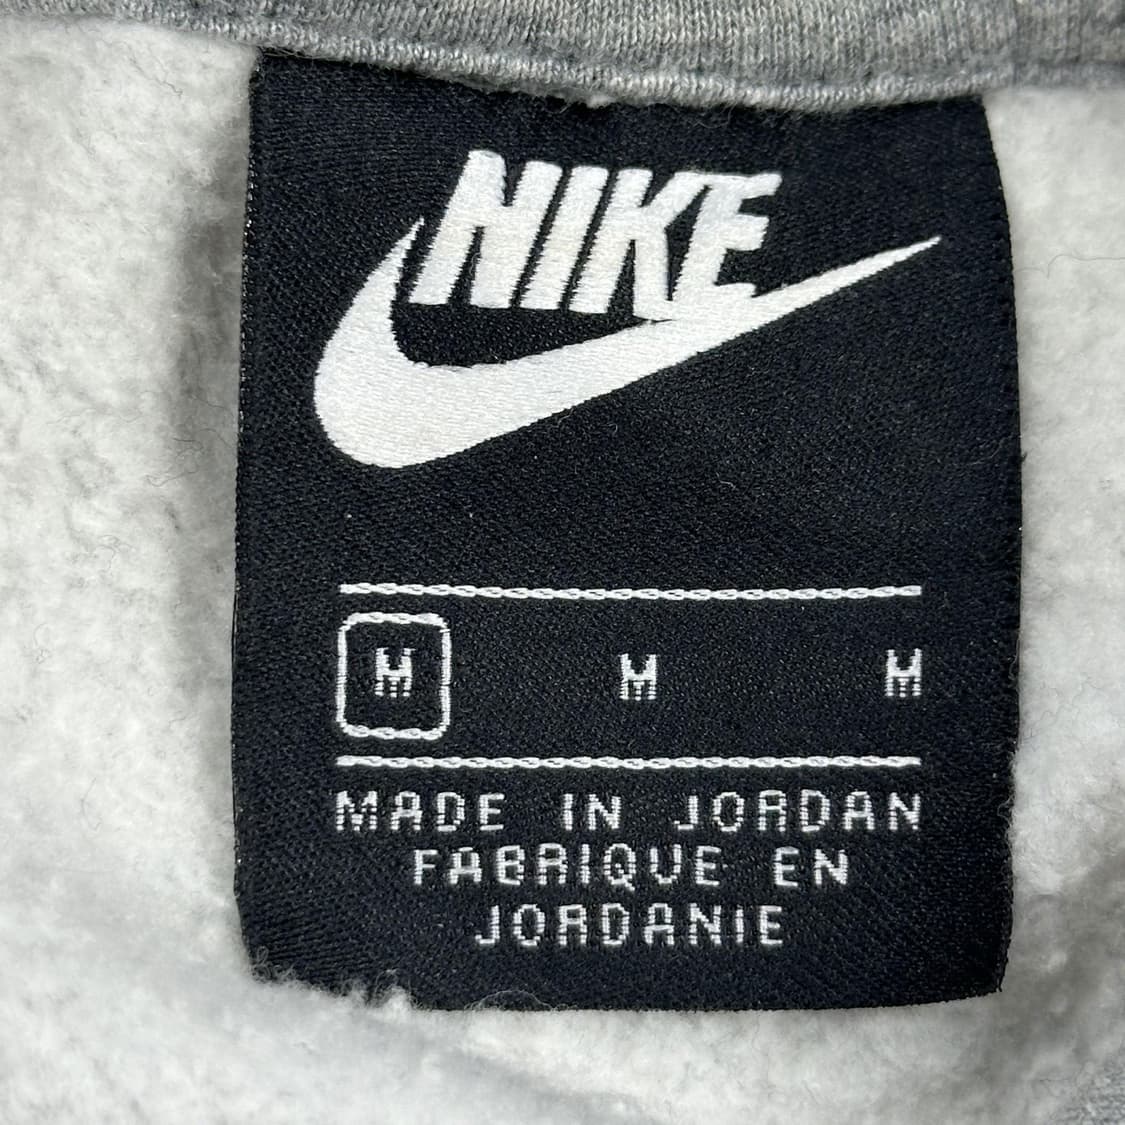 NIKE
M M M
MADE IN JORDAN
FABRIQUE EN
JORDANIE